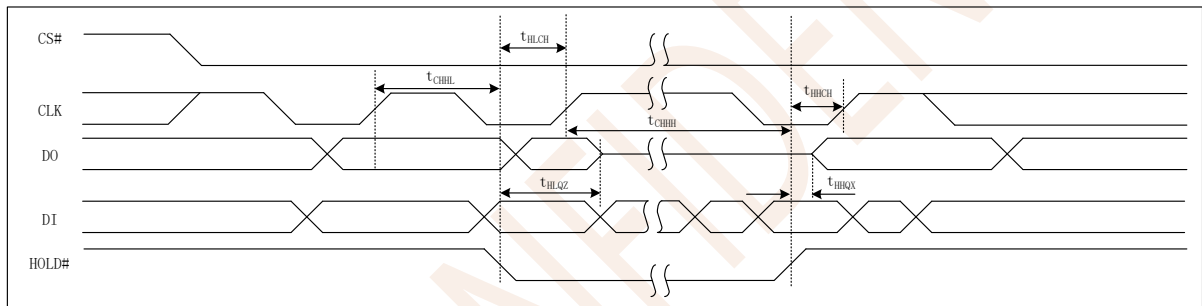 CS#
tHLCH
tCHHL
CLK
tHHCH
tCHHH
DO
tHLQZ
tHHQX
DI
HOLD#